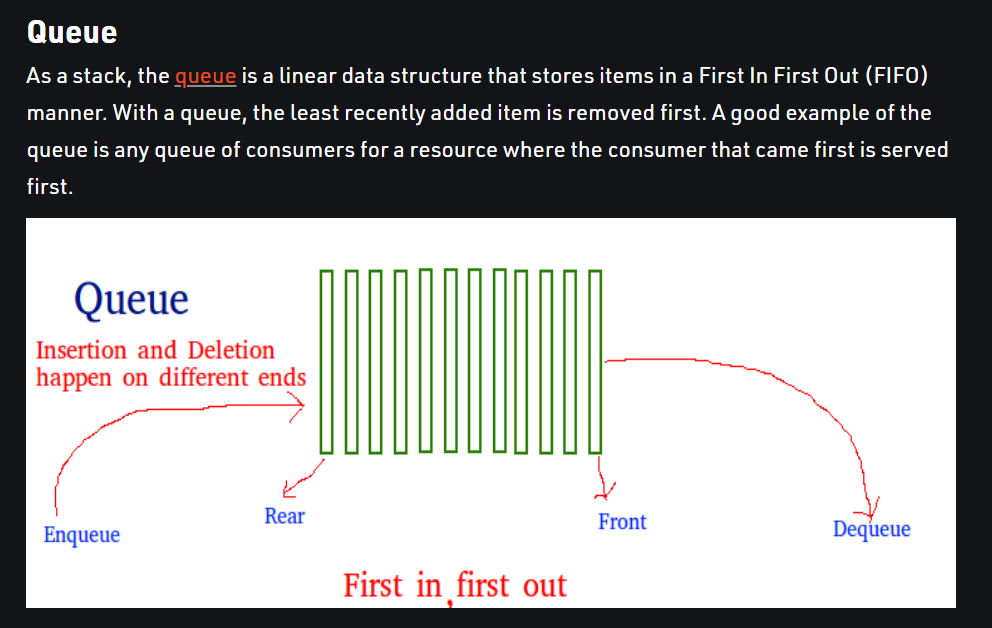 Queue
As a stack, the queue is a linear data structure that stores items in a First In First Out (FIFO)
manner. With a queue, the least recently added item is removed first. A good example of the
queue is any queue of consumers for a resource where the consumer that came first is served
first.
Queue
Insertion and Deletion
happen on different ends
Enqueue
Rear
Front
Dequeue
First in, first out